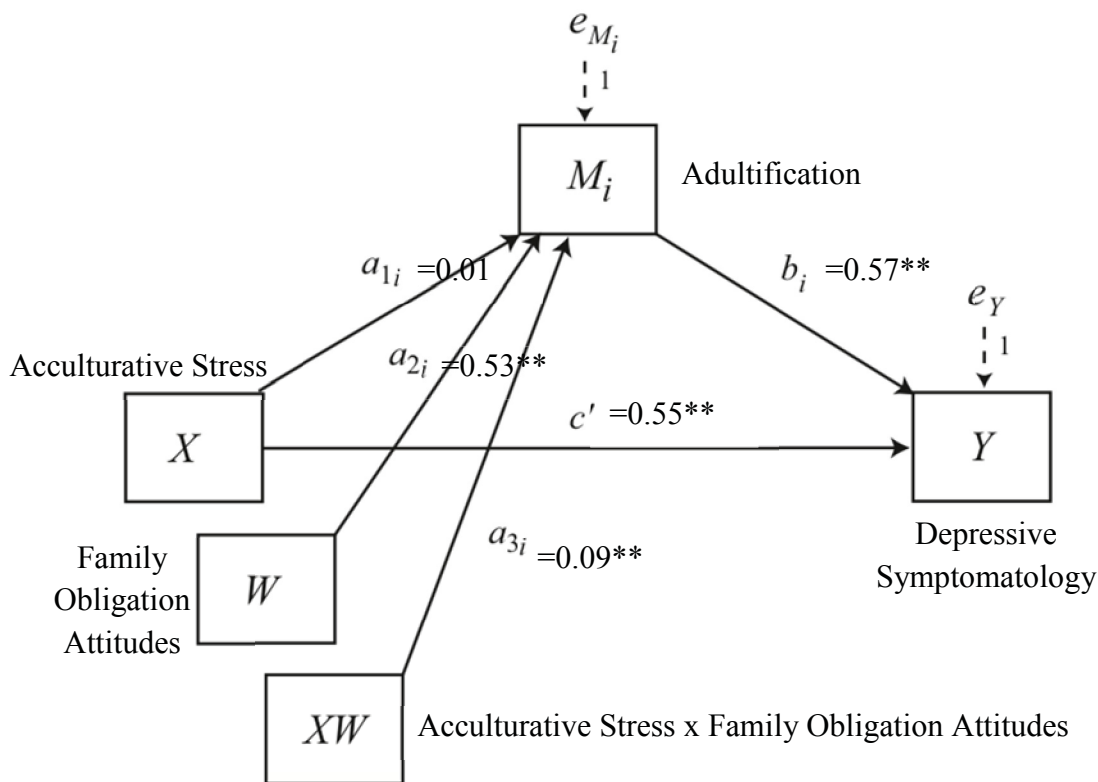 e_{M_i}
1
M_i
Adultification
a_{1i} =0.01
b_i =0.57**
e_Y
1
Acculturative Stress
a_{2i} =0.53**
c' =0.55**
X
Y
a_{3i} =0.09**
Family
Obligation
Attitudes
W
Depressive
Symptomatology
XW
Acculturative Stress x Family Obligation Attitudes